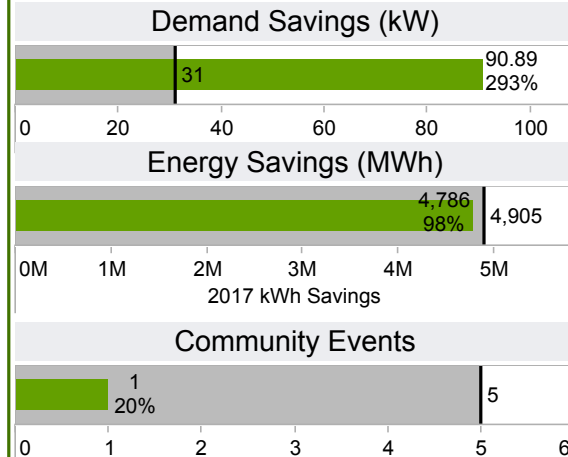 Demand Savings (kW)
90.89
31
293%
0 20 40 60 80 100
Energy Savings (MWh)
4,786
98%
4,905
0M 1M 2M 3M 4M 5M
2017 kWh Savings
Community Events
1
20%
5
0 1 2 3 4 5 6